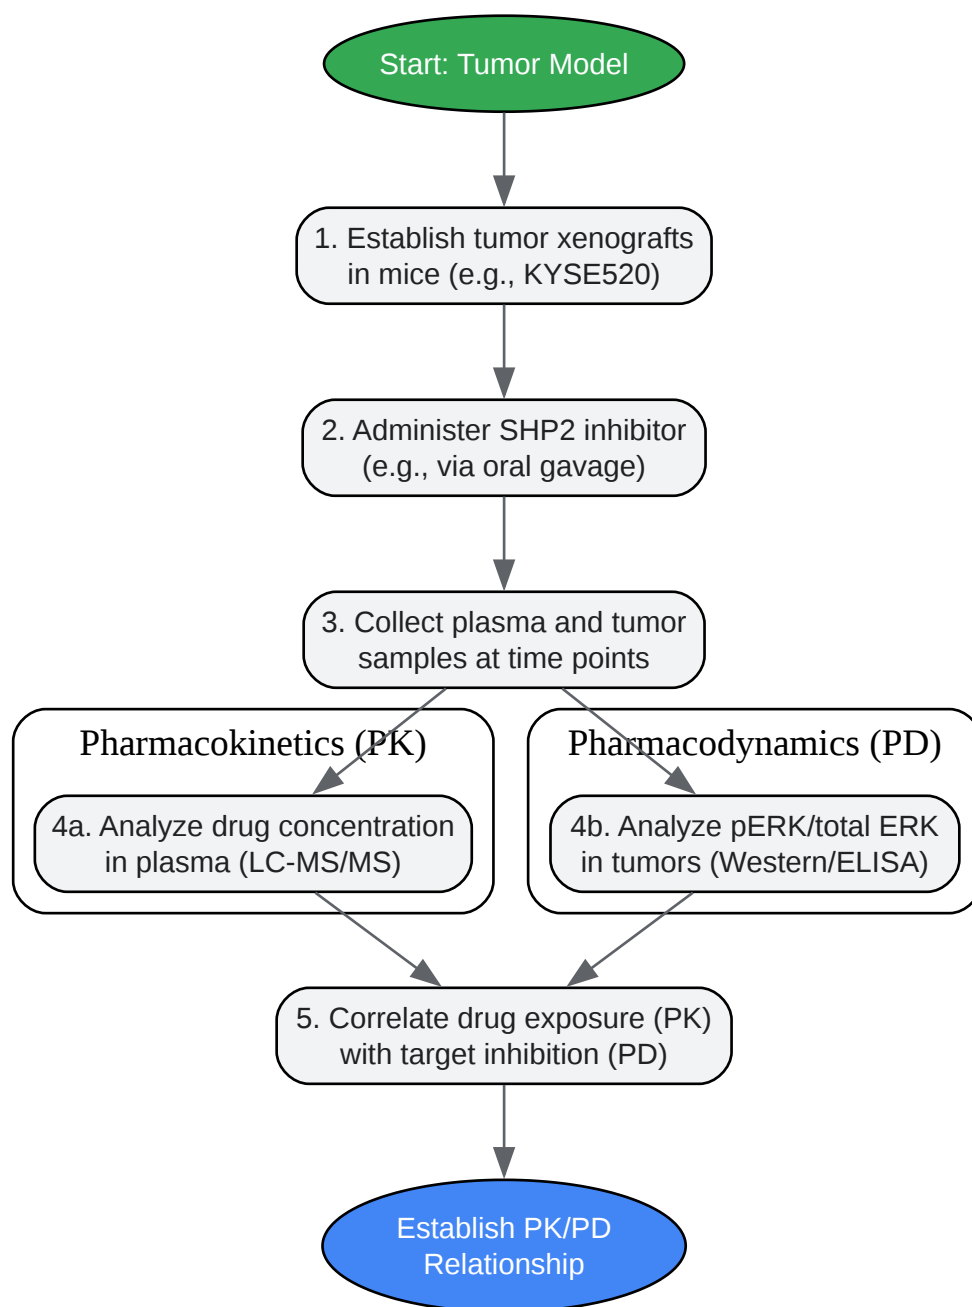 Start: Tumor Model
1. Establish tumor xenografts
in mice (e.g., KYSE520)
2. Administer SHP2 inhibitor
(e.g., via oral gavage)
3. Collect plasma and tumor
samples at time points
Pharmacokinetics (PK)
4a. Analyze drug concentration
in plasma (LC-MS/MS)
Pharmacodynamics (PD)
4b. Analyze pERK/total ERK
in tumors (Western/ELISA)
5. Correlate drug exposure (PK)
with target inhibition (PD)
Establish PK/PD
Relationship